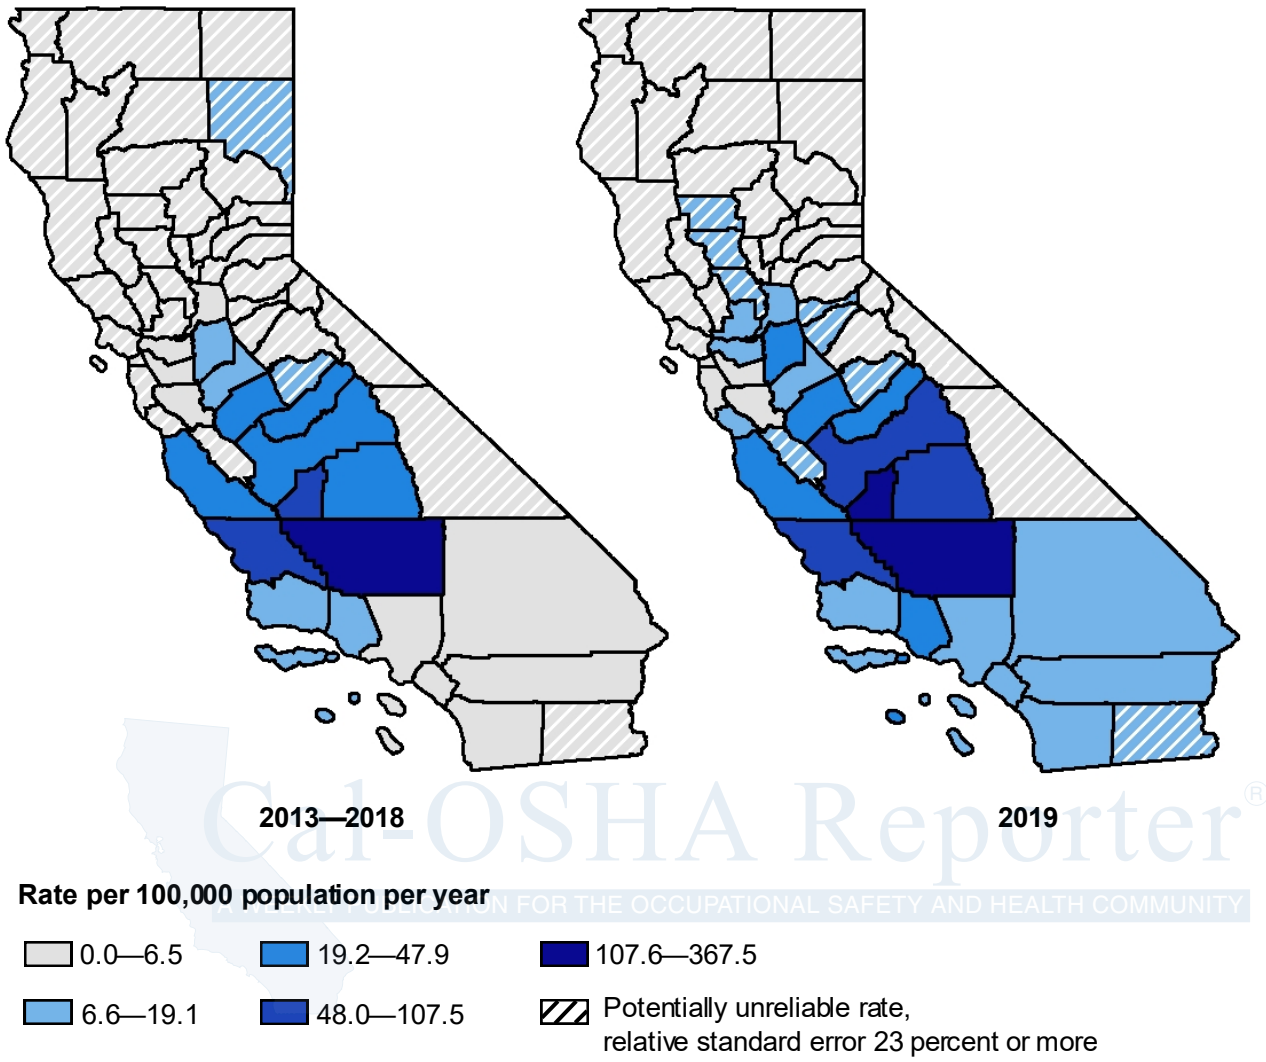 Cal-OSHA Reporter®
2013—2018
2019
Rate per 100,000 population per year
A WEEKLY PUBLICATION FOR THE OCCUPATIONAL SAFETY AND HEALTH COMMUNITY
0.0—6.5
19.2—47.9
107.6—367.5
6.6—19.1
48.0—107.5
Potentially unreliable rate,
relative standard error 23 percent or more